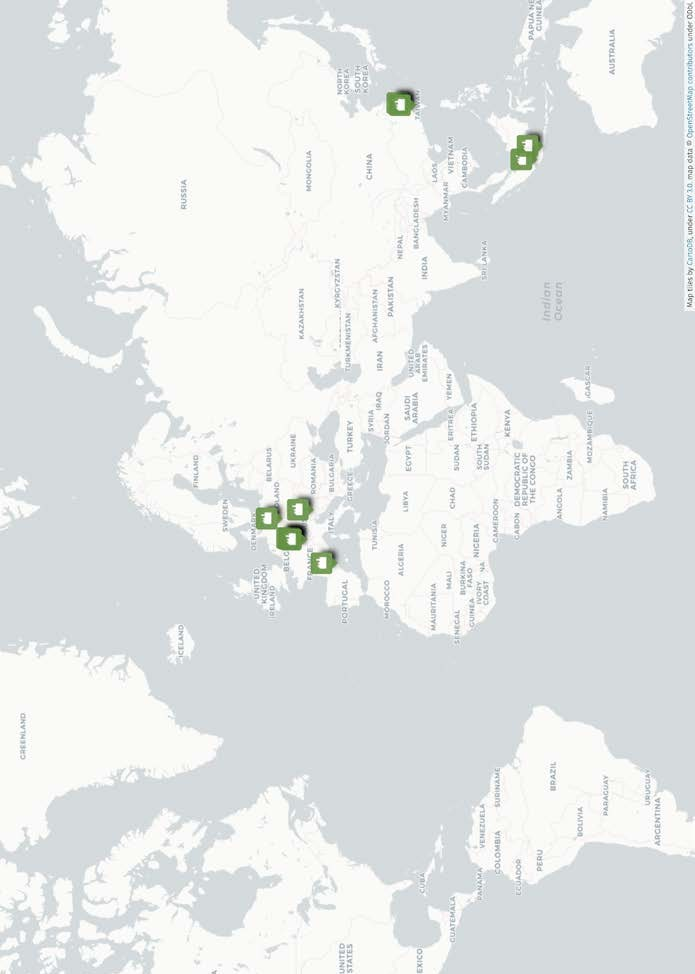 GREENLAND
ICELAND
UNITED
STATES
CUBA
GUATEMALA
PANAMA
VENEZUELA
COLOMBIA
SURINAME
ECUADOR
PERU
BRAZIL
BOLIVIA
PARAGUAY
URUGUAY
ARGENTINA
FINLAND
SWEDEN
DENMARK
UNITED
KINGDOM
IRELAND
BELARUS
UKRAINE
ROMANIA
BULGARIA
GREECE
ITALY
FRANCE
PORTUGAL
TURKEY
RUSSIA
KAZAKHSTAN
MONGOLIA
CHINA
NORTH
KOREA
SOUTH
KOREA
KYRGYZSTAN
TURKMENISTAN
AFGHANISTAN
PAKISTAN
IRAN
IRAQ
SYRIA
JORDAN
SAUDI
ARABIA
UNITED
ARAB
EMIRATES
YEMEN
NEPAL
INDIA
BANGLADESH
MYANMAR
LAOS
VIETNAM
CAMBODIA
SRI LANKA
PAPUA NE
GUINEA
AUSTRALIA
Indian
Ocean
MOROCCO
ALGERIA
TUNISIA
LIBYA
EGYPT
MAURITANIA
MALI
NIGER
CHAD
SUDAN
ERITREA
SENEGAL
GUINEA
BURKINA
FASO
IVORY
COAST
NIGERIA
CAMEROON
SOUTH
SUDAN
ETHIOPIA
KENYA
GABON
DEMOCRATIC
REPUBLIC OF
THE CONGO
ANGOLA
ZAMBIA
MOZAMBIQUE
NAMIBIA
SOUTH
AFRICA
Map tiles by CartoDB, under CC BY 3.0, map data © OpenStreetMap contributors under ODbL